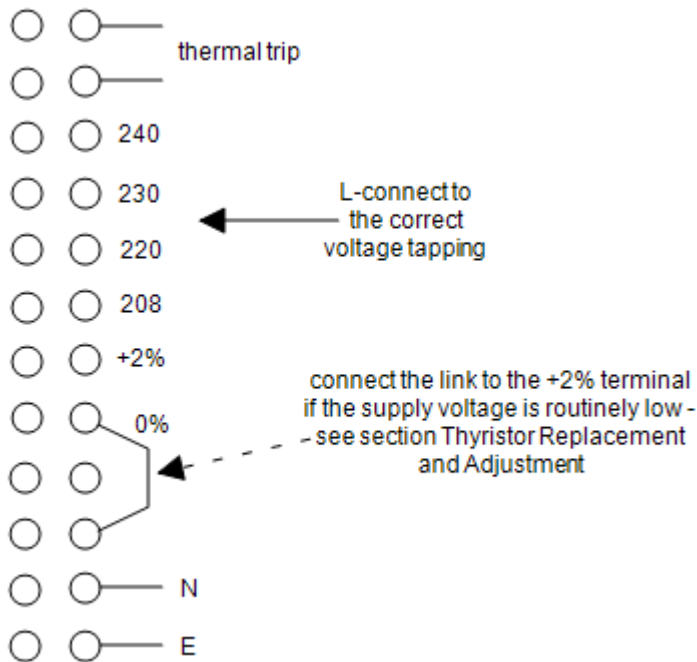 thermal trip
240
230
L-connect to
the correct
voltage tapping
220
208
+2%
connect the link to the +2% terminal
if the supply voltage is routinely low -
see section Thyristor Replacement
and Adjustment
0%
N
E